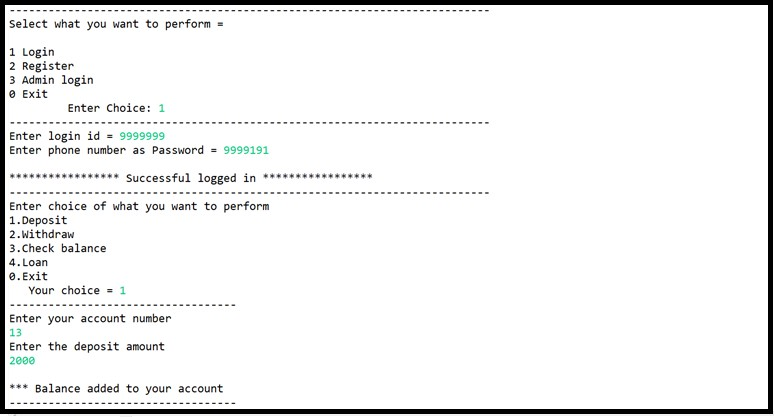 --------------------------------------------------------------------------
Select what you want to perform =
1 Login
2 Register
3 Admin login
0 Exit
Enter Choice: 1
--------------------------------------------------------------------------
Enter login id = 9999999
Enter phone number as Password = 9999191
***************** Successful logged in *****************
--------------------------------------------------------------------------
Enter choice of what you want to perform
1.Deposit
2.Withdraw
3.Check balance
4.Loan
0.Exit
Your choice = 1
-----------------------------------
Enter your account number
13
Enter the deposit amount
2000
*** Balance added to your account
-----------------------------------